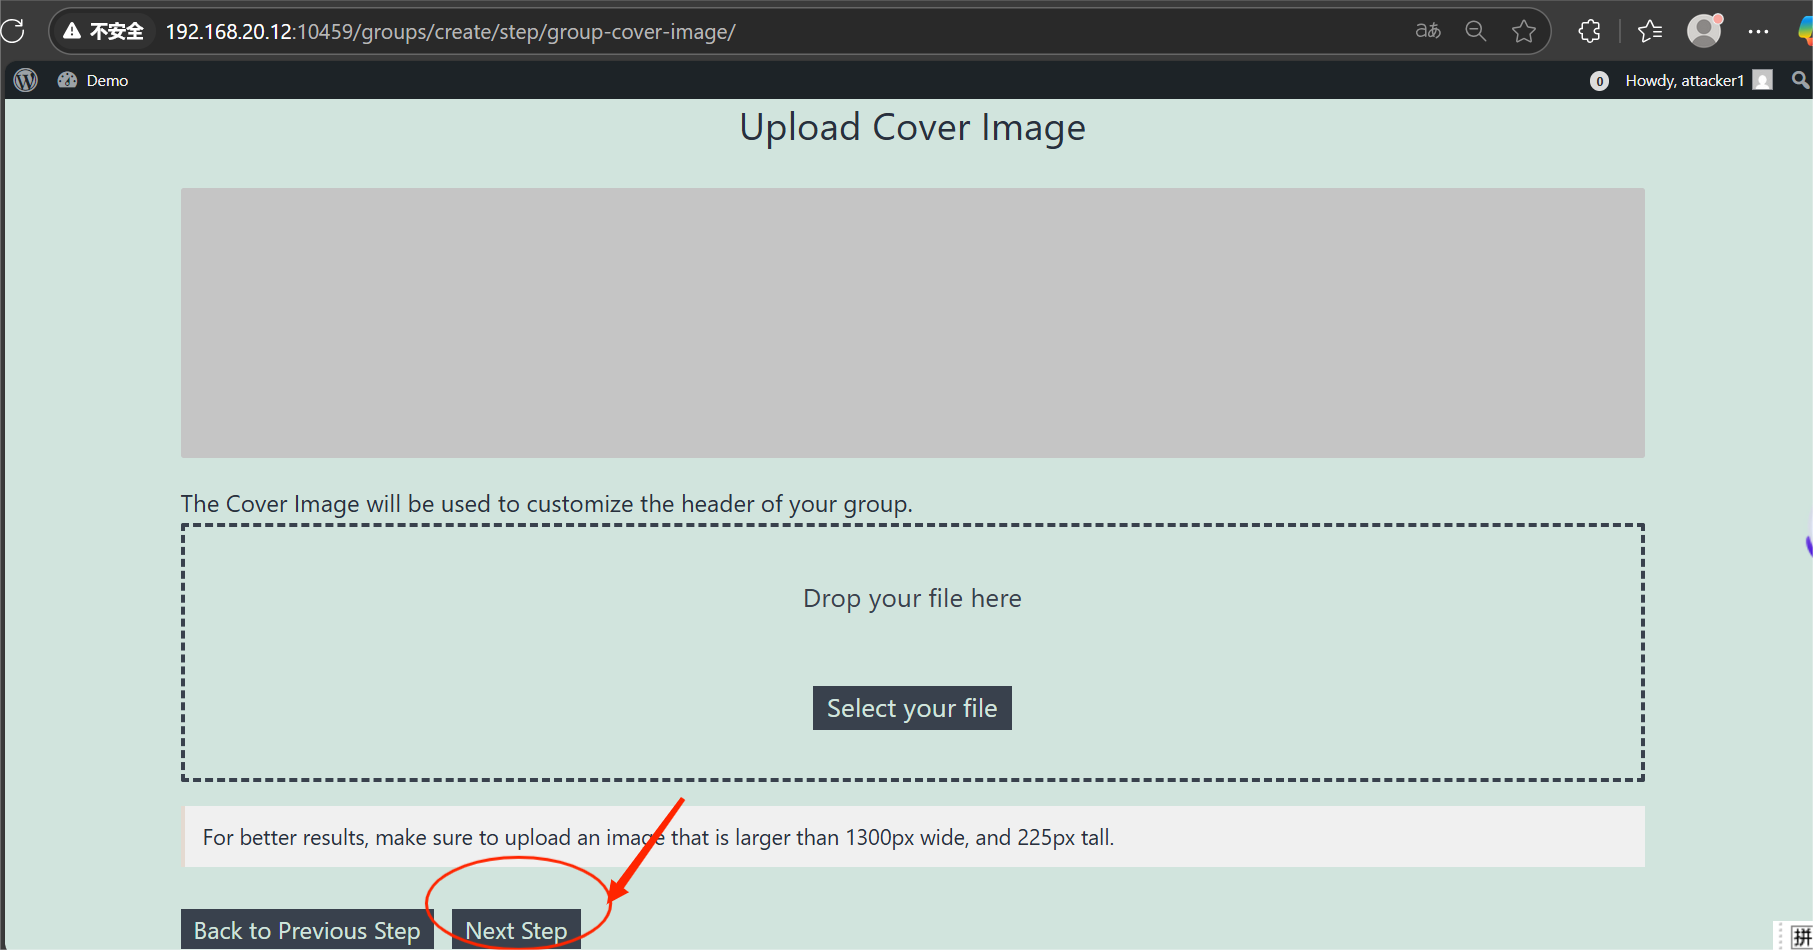 不安全 192.168.20.12:10459/groups/create/step/group-cover-image/ aあ
Demo 0 Howdy, attacker1
Upload Cover Image
The Cover Image will be used to customize the header of your group.
Drop your file here
Select your file
For better results, make sure to upload an image that is larger than 1300px wide, and 225px tall.
Back to Previous Step Next Step
拼